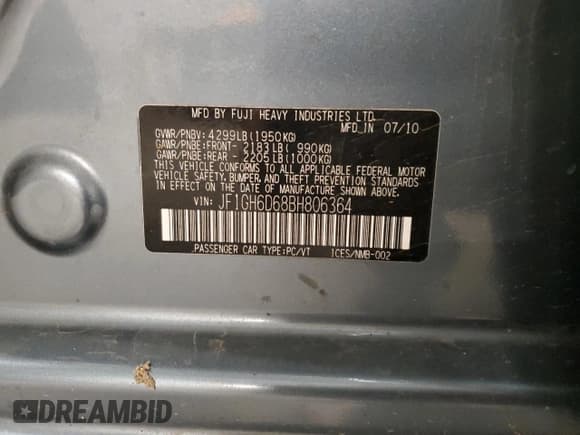 MFD BY FUJI HEAVY INDUSTRIES LTD.
MFD IN 07/10
GVWR/PNBV: 4299LB(1950KG)
GAWR/PNBE:FRONT- 2183LB( 990KG)
GAWR/PNBE:REAR - 2205LB(1000KG)
THIS VEHICLE CONFORMS TO ALL APPLICABLE FEDERAL MOTOR
VEHICLE SAFETY, BUMPER, AND THEFT PREVENTION STANDARDS
IN EFFECT ON THE DATE OF MANUFACTURE SHOWN ABOVE.
VIN: JF1GH6D68BH806364
PASSENGER CAR TYPE:PC/VT ICES/NMB-002
DREAMBID